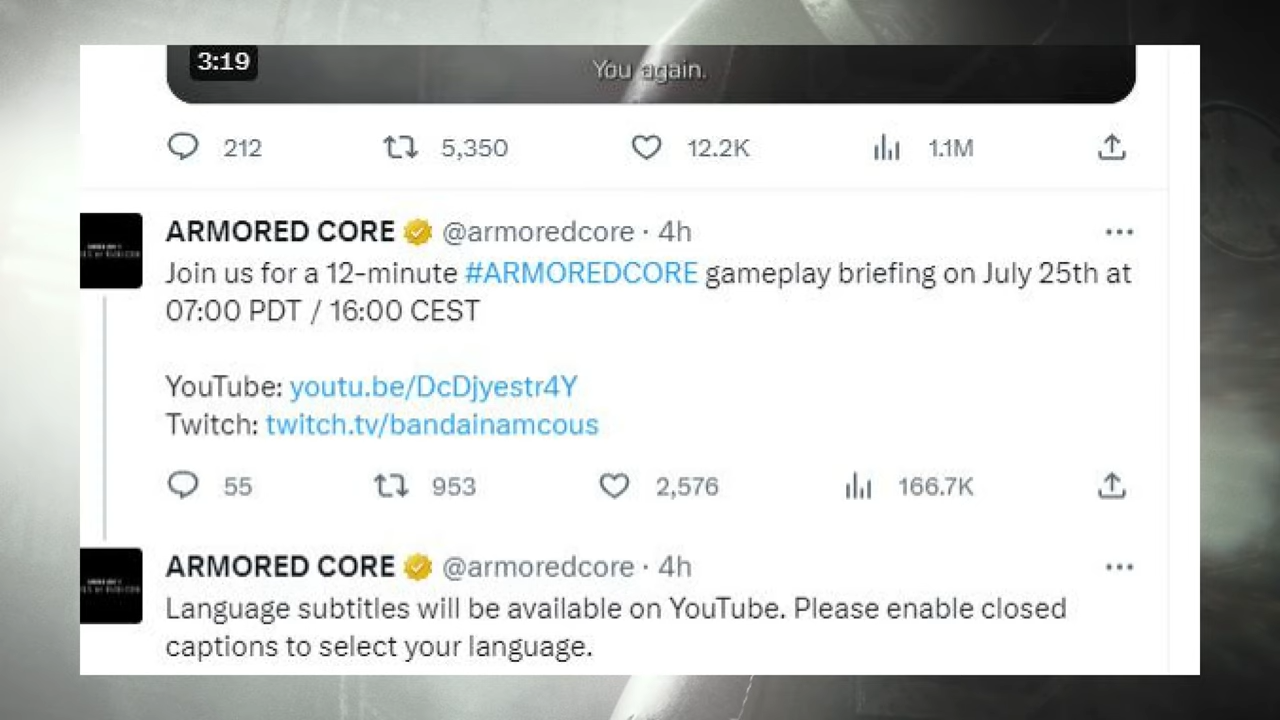 3:19
You again.
212 5,350 12.2K 1.1M
ARMORED CORE @armoredcore · 4h
Join us for a 12-minute #ARMOREDCORE gameplay briefing on July 25th at
07:00 PDT / 16:00 CEST
YouTube: youtu.be/DcDjyestr4Y
Twitch: twitch.tv/bandainamcous
55 953 2,576 166.7K
ARMORED CORE @armoredcore · 4h
Language subtitles will be available on YouTube. Please enable closed
captions to select your language.